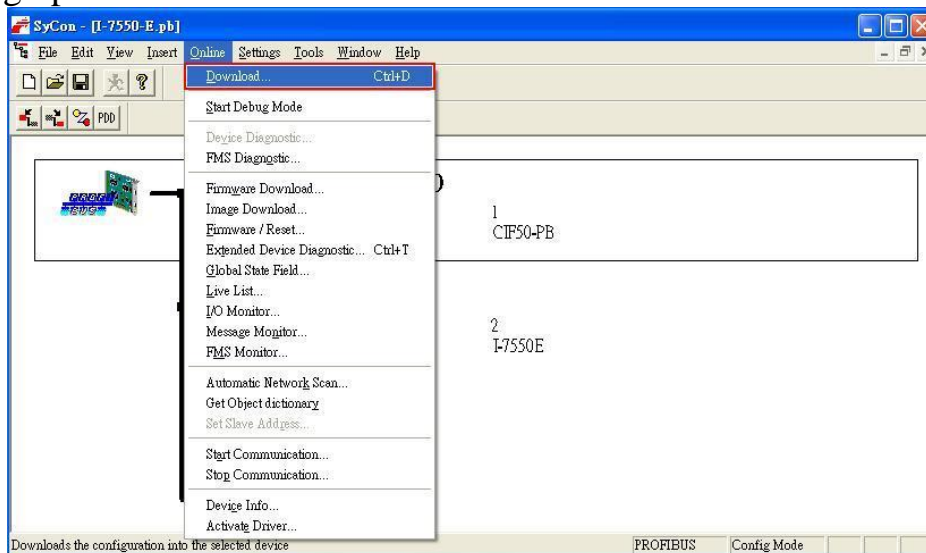 SyCon - [I-7550-E.pb]
File Edit View Insert Online Settings Tools Window Help
Download... Ctrl+D
PDD
Start Debug Mode
Device Diagnostic...
FMS Diagnostic...
Firmware Download...
Image Download...
Firmware / Reset...
Extended Device Diagnostic... Ctrl+T
Global State Field...
Live List...
I/O Monitor...
Message Monitor...
FMS Monitor...
Automatic Network Scan...
Get Object dictionary
Set Slave Address...
Start Communication...
Stop Communication...
Device Info...
Activate Driver...
1
CIF50-PB
2
I-7550E
Downloads the configuration into the selected device PROFIBUS Config Mode